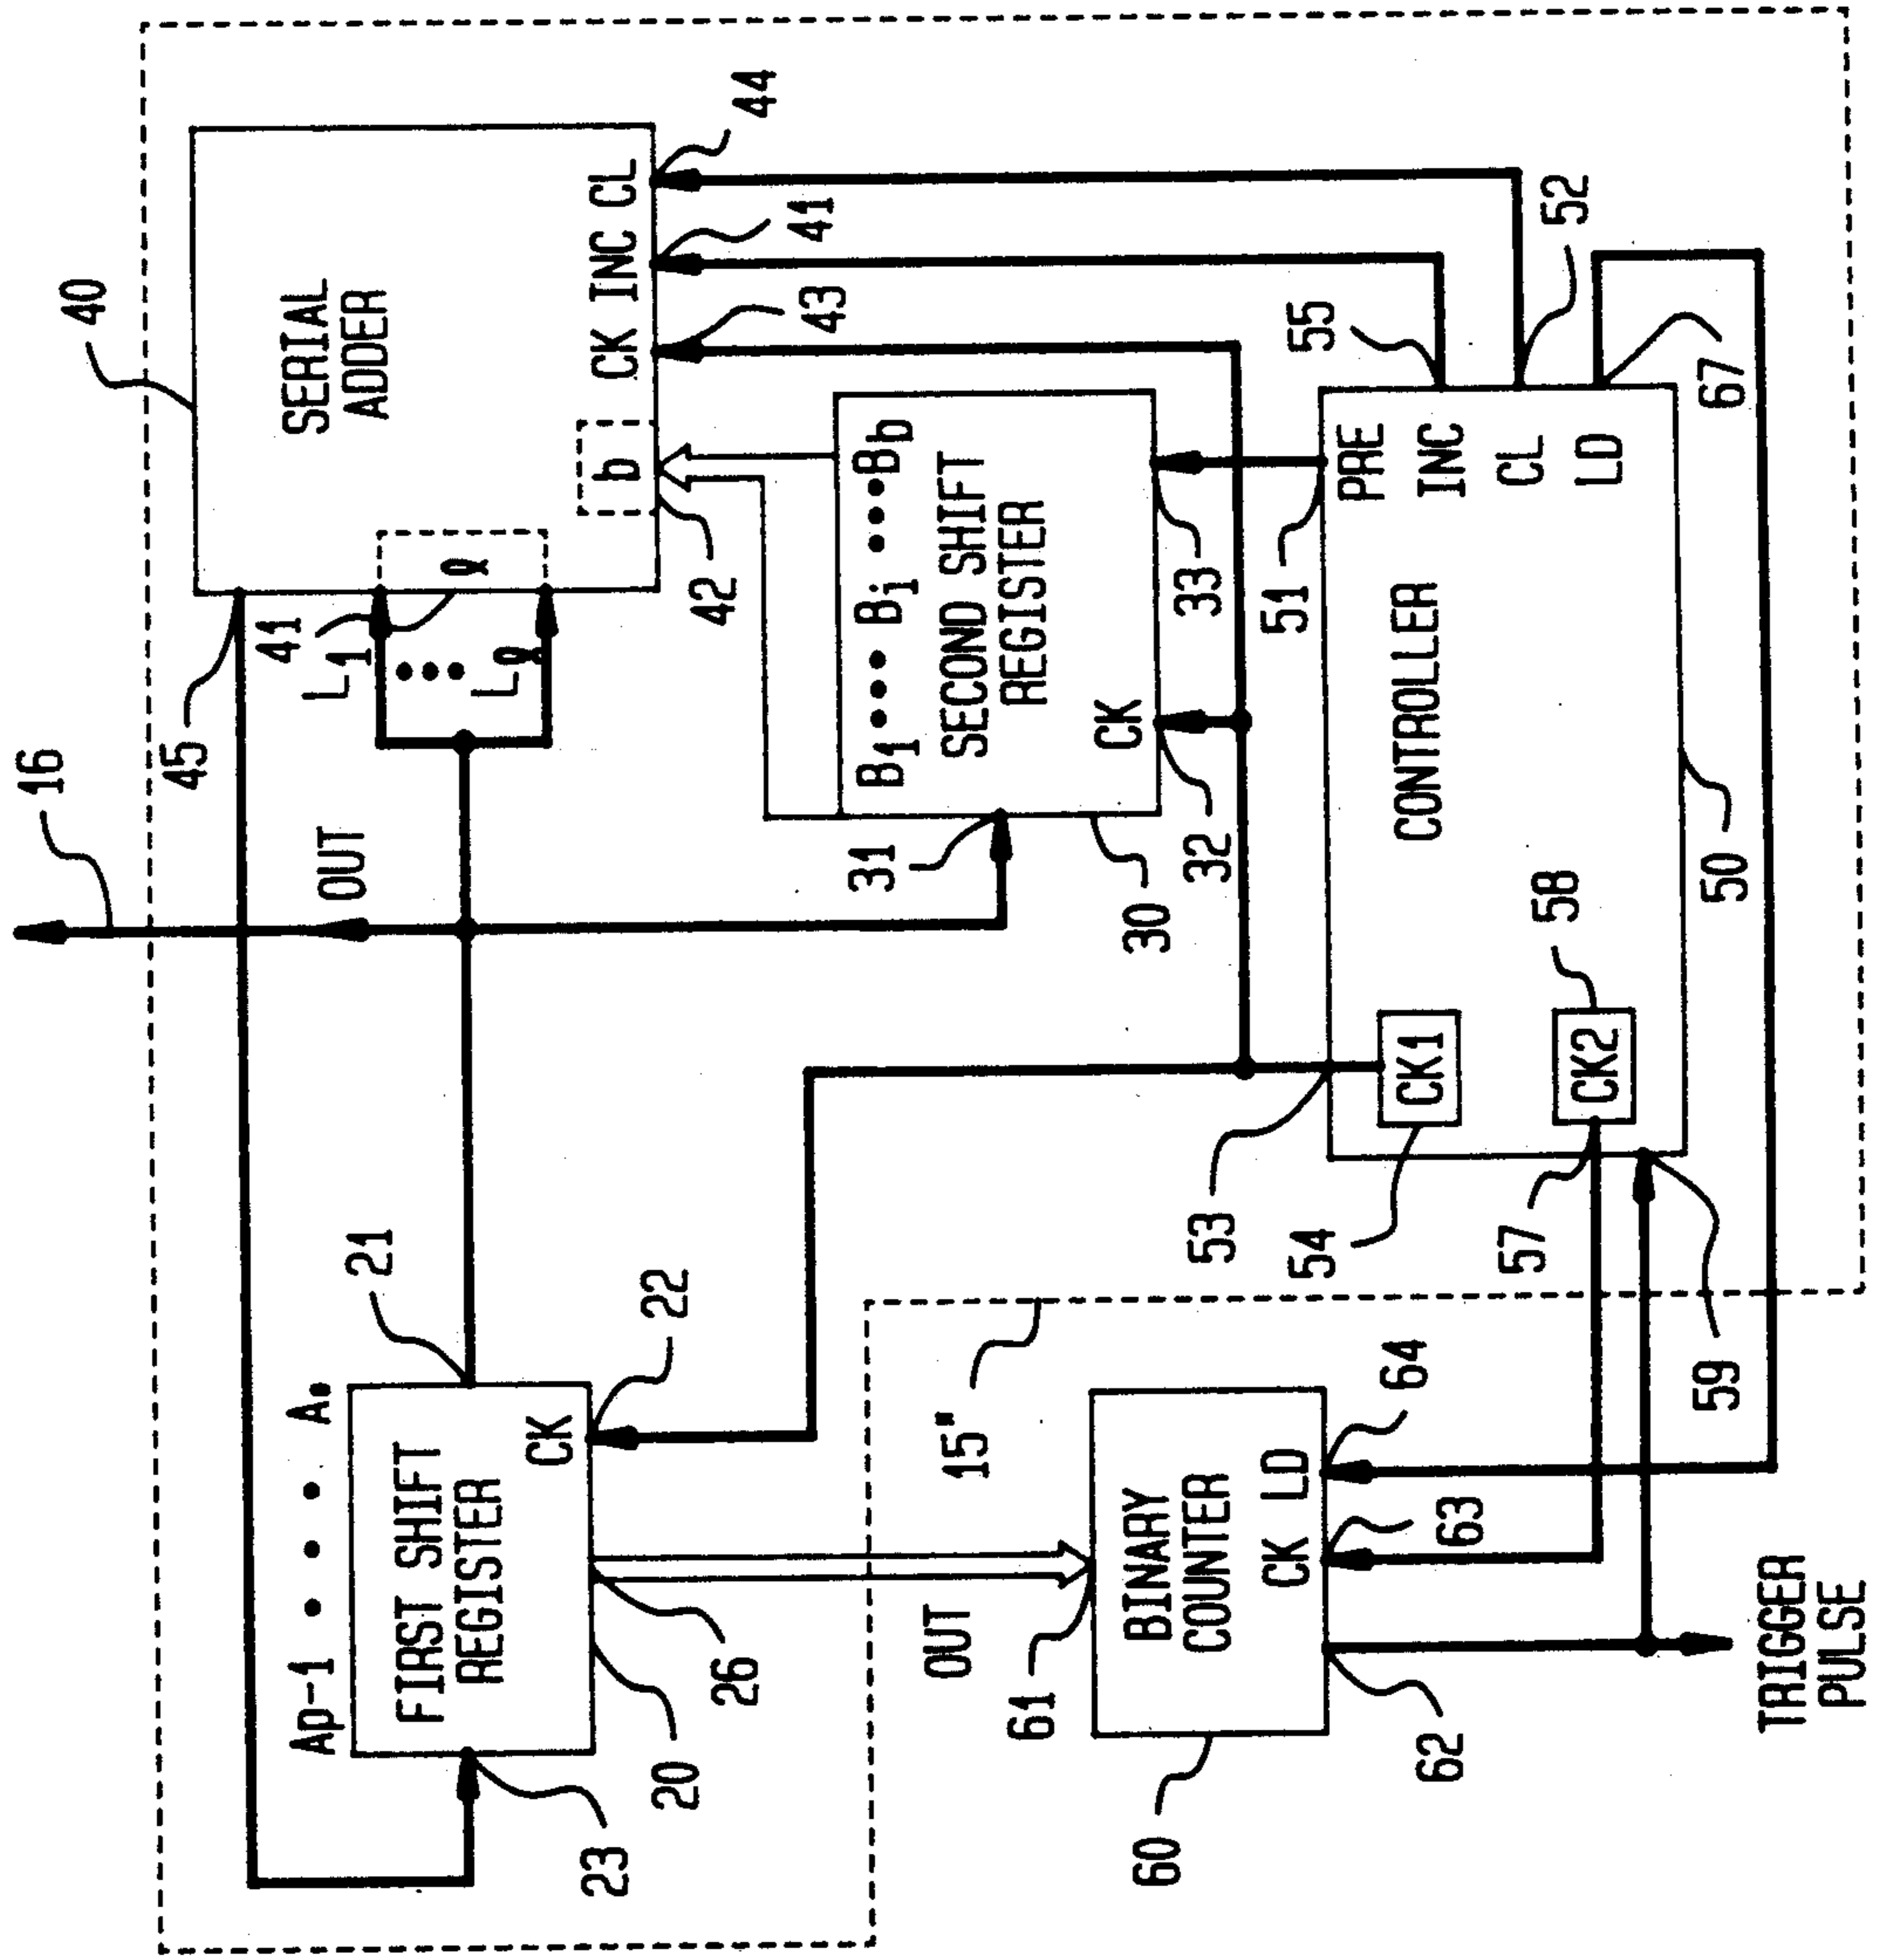 16
40
45
OUT
41
L1
Lℓ
ℓ
SERIAL
ADDER
b
CK INC CL
42
43
41
44
Ap-1 • • • A0
21
FIRST SHIFT
REGISTER
CK
23
20
26
22
B1 ••• Bi ••• Bb
SECOND SHIFT
REGISTER
CK
31
30
32
33
15"
OUT
61
BINARY
COUNTER
CK LD
60
62
63
64
53
54
CK1
51
PRE
INC
CL
LD
55
52
67
CONTROLLER
57
CK2
58
59
50
TRIGGER
PULSE